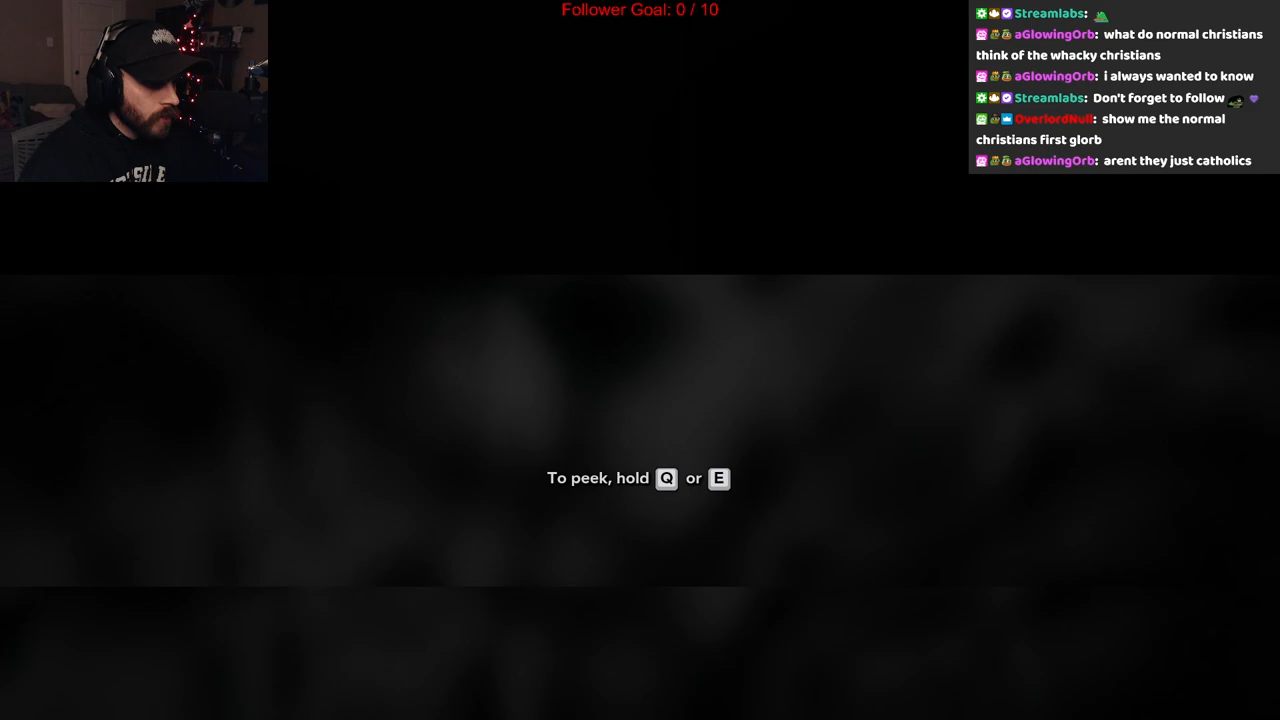 Follower Goal: 0 / 10
Streamlabs:
aGlowingOrb: what do normal christians
think of the whacky christians
aGlowingOrb: i always wanted to know
Streamlabs: Don't forget to follow
OverlordNull: show me the normal
christians first glorb
aGlowingOrb: arent they just catholics
To peek, hold Q or E